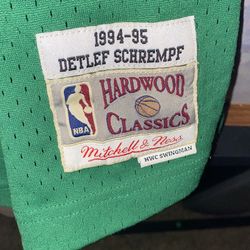 1994-95
DETLEF SCHREMPF
HARDWOOD
NBA
CLASSICS
Mitchell & Ness
HWC SWINGMAN